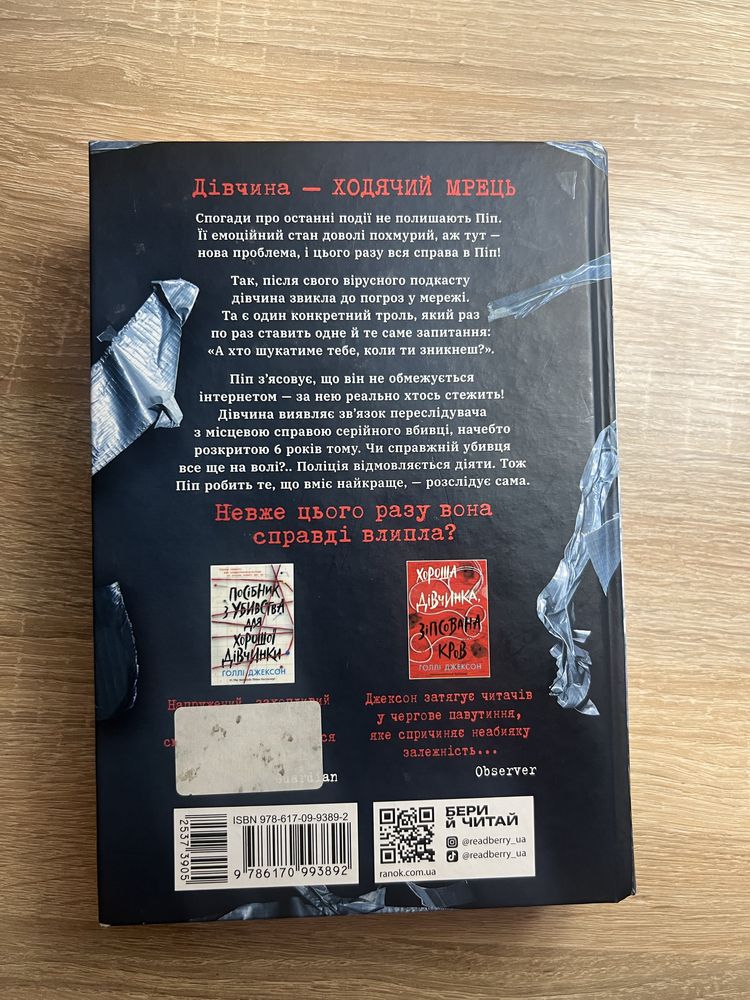 Дівчина — ХОДЯЧИЙ МРЕЦЬ
Спогади про останні події не полишають Піп.
Її емоційний стан доволі похмурий, аж тут —
нова проблема, і цього разу вся справа в Піп!
Так, після свого вірусного подкасту
дівчина звикла до погроз у мережі.
Та є один конкретний троль, який раз
по раз ставить одне й те саме запитання:
«А хто шукатиме тебе, коли ти зникнеш?».
Піп з’ясовує, що він не обмежується
інтернетом — за нею реально хтось стежить!
Дівчина виявляє зв’язок переслідувача
з місцевою справою серійного вбивці, начебто
розкритою 6 років тому. Чи справжній убивця
все ще на волі?.. Поліція відмовляється діяти. Тож
Піп робить те, що вміє найкраще, — розслідує сама.
Невже цього разу вона
справді влипла?
ПОСІБНИК
З УБИВСТВА
ДЛЯ
ХОРОШОЇ
ДІВЧИНКИ
ГОЛЛІ ДЖЕКСОН
ХОРОША
ДІВЧИНКА,
ЗІПСОВАНА
КРОВ
ГОЛЛІ ДЖЕКСОН
Джексон затягує читачів
у чергове павутиння,
яке спричиняє неабияку
залежність...
Observer
ISBN 978-617-09-9389-2
25373905
9 786170 993892
БЕРИ
Й ЧИТАЙ
@readberry_ua
@readberry_ua
ranok.com.ua